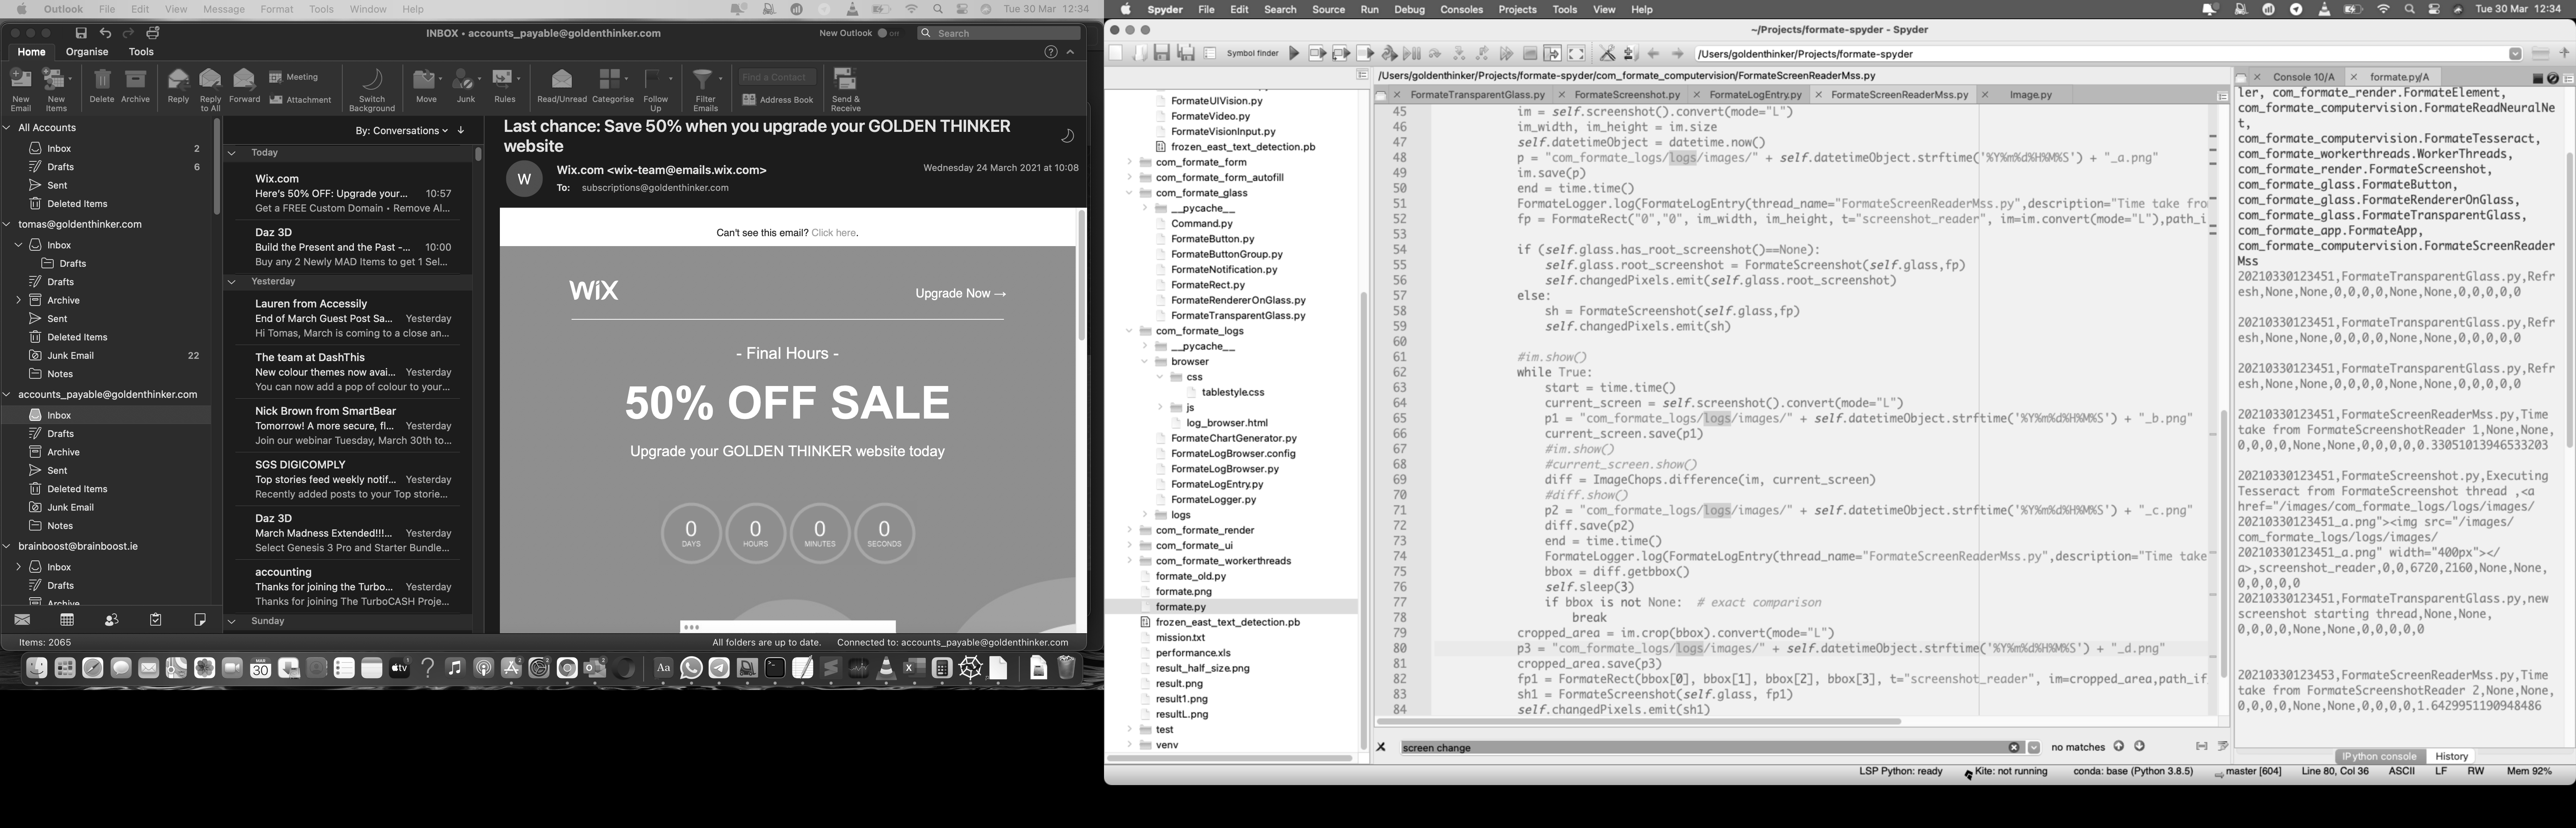 Outlook File Edit View Message Format Tools Window Help Tue 30 Mar 12:34
INBOX • accounts_payable@goldenthinker.com New Outlook on Search
Home Organise Tools
New Email New Items Delete Archive Reply Reply to All Forward Meeting Attachment Switch Background Move Junk Rules Read/Unread Categorise Follow Up Filter Emails Find a Contact Address Book Send & Receive
All Accounts
Inbox 2
Drafts 6
Sent
Deleted Items
tomas@goldenthinker.com
Inbox
Drafts
Drafts
Archive
Sent
Deleted Items
Junk Email 22
Notes
accounts_payable@goldenthinker.com
Inbox
Drafts
Archive
Sent
Deleted Items
Junk Email
Notes
brainboost@brainboost.ie
Inbox
Drafts
Archive
Items: 2065
By: Conversations
Today
Wix.com
Here's 50% OFF: Upgrade your... 10:57
Get a FREE Custom Domain • Remove Al...
Daz 3D
Build the Present and the Past -... 10:00
Buy any 2 Newly MAD Items to get 1 Sel...
Yesterday
Lauren from Accessily
End of March Guest Post Sa... Yesterday
Hi Tomas, March is coming to a close an...
The team at DashThis
New colour themes now avai... Yesterday
You can now add a pop of colour to your...
Nick Brown from SmartBear
Tomorrow! A more secure, fl... Yesterday
Join our webinar Tuesday, March 30th to...
SGS DIGICOMPLY
Top stories feed weekly notif... Yesterday
Recently added posts to your Top storie...
Daz 3D
March Madness Extended!!!... Yesterday
Select Genesis 3 Pro and Starter Bundle...
accounting
Thanks for joining the Turbo... Yesterday
Thanks for joining The TurboCASH Proje...
Sunday
Last chance: Save 50% when you upgrade your GOLDEN THINKER
website
W
Wix.com <wix-team@emails.wix.com> Wednesday 24 March 2021 at 10:08
To: subscriptions@goldenthinker.com
Can't see this email? Click here.
WiX
Upgrade Now →
- Final Hours -
50% OFF SALE
Upgrade your GOLDEN THINKER website today
0 0 0 0
DAYS HOURS MINUTES SECONDS
All folders are up to date. Connected to: accounts_payable@goldenthinker.com
MAR
30
tv
Aa
Spyder File Edit Search Source Run Debug Consoles Projects Tools View Help Tue 30 Mar 12:34
~/Projects/formate-spyder - Spyder
Symbol finder /Users/goldenthinker/Projects/formate-spyder
FormateUIVision.py
FormateVideo.py
FormateVisionInput.py
frozen_east_text_detection.pb
com_formate_form
com_formate_form_autofill
com_formate_glass
__pycache__
Command.py
FormateButton.py
FormateButtonGroup.py
FormateNotification.py
FormateRect.py
FormateRendererOnGlass.py
FormateTransparentGlass.py
com_formate_logs
__pycache__
browser
css
tablestyle.css
js
log_browser.html
FormateChartGenerator.py
FormateLogBrowser.config
FormateLogBrowser.py
FormateLogEntry.py
FormateLogger.py
logs
com_formate_render
com_formate_ui
com_formate_workerthreads
formate_old.py
formate.png
formate.py
frozen_east_text_detection.pb
mission.txt
performance.xls
result_half_size.png
result.png
result1.png
resultL.png
test
venv
/Users/goldenthinker/Projects/formate-spyder/com_formate_computervision/FormateScreenReaderMss.py
FormateTransparentGlass.py FormateScreenshot.py FormateLogEntry.py FormateScreenReaderMss.py Image.py
45 im = self.screenshot().convert(mode="L")
46 im_width, im_height = im.size
47 self.datetimeObject = datetime.now()
48 p = "com_formate_logs/logs/images/" + self.datetimeObject.strftime('%Y%m%d%H%M%S') + "_a.png"
49 im.save(p)
50 end = time.time()
51 FormateLogger.log(FormateLogEntry(thread_name="FormateScreenReaderMss.py",description="Time take fro
52 fp = FormateRect("0","0", im_width, im_height, t="screenshot_reader", im=im.convert(mode="L"),path_i
53
54 if (self.glass.has_root_screenshot()==None):
55 self.glass.root_screenshot = FormateScreenshot(self.glass,fp)
56 self.changedPixels.emit(self.glass.root_screenshot)
57 else:
58 sh = FormateScreenshot(self.glass,fp)
59 self.changedPixels.emit(sh)
60
61 #im.show()
62 while True:
63 start = time.time()
64 current_screen = self.screenshot().convert(mode="L")
65 p1 = "com_formate_logs/logs/images/" + self.datetimeObject.strftime('%Y%m%d%H%M%S') + "_b.png"
66 current_screen.save(p1)
67 #im.show()
68 #current_screen.show()
69 diff = ImageChops.difference(im, current_screen)
70 #diff.show()
71 p2 = "com_formate_logs/logs/images/" + self.datetimeObject.strftime('%Y%m%d%H%M%S') + "_c.png"
72 diff.save(p2)
73 end = time.time()
74 FormateLogger.log(FormateLogEntry(thread_name="FormateScreenReaderMss.py",description="Time take
75 bbox = diff.getbbox()
76 self.sleep(3)
77 if bbox is not None: # exact comparison
78 break
79 cropped_area = im.crop(bbox).convert(mode="L")
80 p3 = "com_formate_logs/logs/images/" + self.datetimeObject.strftime('%Y%m%d%H%M%S') + "_d.png"
81 cropped_area.save(p3)
82 fp1 = FormateRect(bbox[0], bbox[1], bbox[2], bbox[3], t="screenshot_reader", im=cropped_area,path_if
83 sh1 = FormateScreenshot(self.glass, fp1)
84 self.changedPixels.emit(sh1)
screen change no matches
Console 10/A formate.py/A
ler, com_formate_render.FormateElement,
com_formate_computervision.FormateReadNeuralNe
t,
com_formate_computervision.FormateTesseract,
com_formate_workerthreads.WorkerThreads,
com_formate_render.FormateScreenshot,
com_formate_glass.FormateButton,
com_formate_glass.FormateRendererOnGlass,
com_formate_glass.FormateTransparentGlass,
com_formate_app.FormateApp,
com_formate_computervision.FormateScreenReader
Mss
20210330123451,FormateTransparentGlass.py,Refr
esh,None,None,0,0,0,0,None,None,0,0,0,0,0
20210330123451,FormateTransparentGlass.py,Refr
esh,None,None,0,0,0,0,None,None,0,0,0,0,0
20210330123451,FormateTransparentGlass.py,Refr
esh,None,None,0,0,0,0,None,None,0,0,0,0,0
20210330123451,FormateScreenReaderMss.py,Time
take from FormateScreenshotReader 1,None,None,
0,0,0,0,None,None,0,0,0,0,0.33051013946533203
20210330123451,FormateScreenshot.py,Executing
Tesseract from FormateScreenshot thread ,<a
href="/images/com_formate_logs/logs/images/
20210330123451_a.png"><img src="/images/
com_formate_logs/logs/images/
20210330123451_a.png" width="400px"></
a>,screenshot_reader,0,0,6720,2160,None,None,
0,0,0,0,0
20210330123451,FormateTransparentGlass.py,new
screenshot starting thread,None,None,
0,0,0,0,None,None,0,0,0,0,0
20210330123453,FormateScreenReaderMss.py,Time
take from FormateScreenshotReader 2,None,None,
0,0,0,0,None,None,0,0,0,0,1.6429951190948486
IPython console History
LSP Python: ready Kite: not running conda: base (Python 3.8.5) master [604] Line 80, Col 36 ASCII LF RW Mem 92%